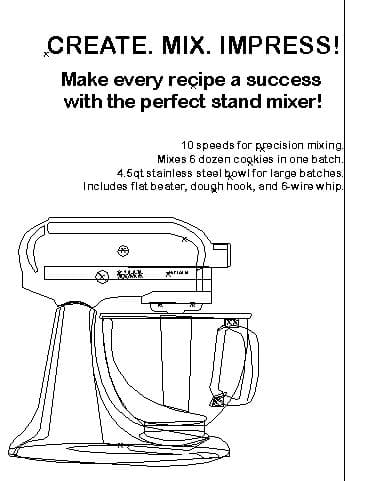 CREATE. MIX. IMPRESS!
Make every recipe a success
with the perfect stand mixer!
10 speeds for precision mixing.
Mixes 6 dozen cookies in one batch.
4.5qt stainless steel bowl for large batches.
Includes flat beater, dough hook, and 6-wire whip.